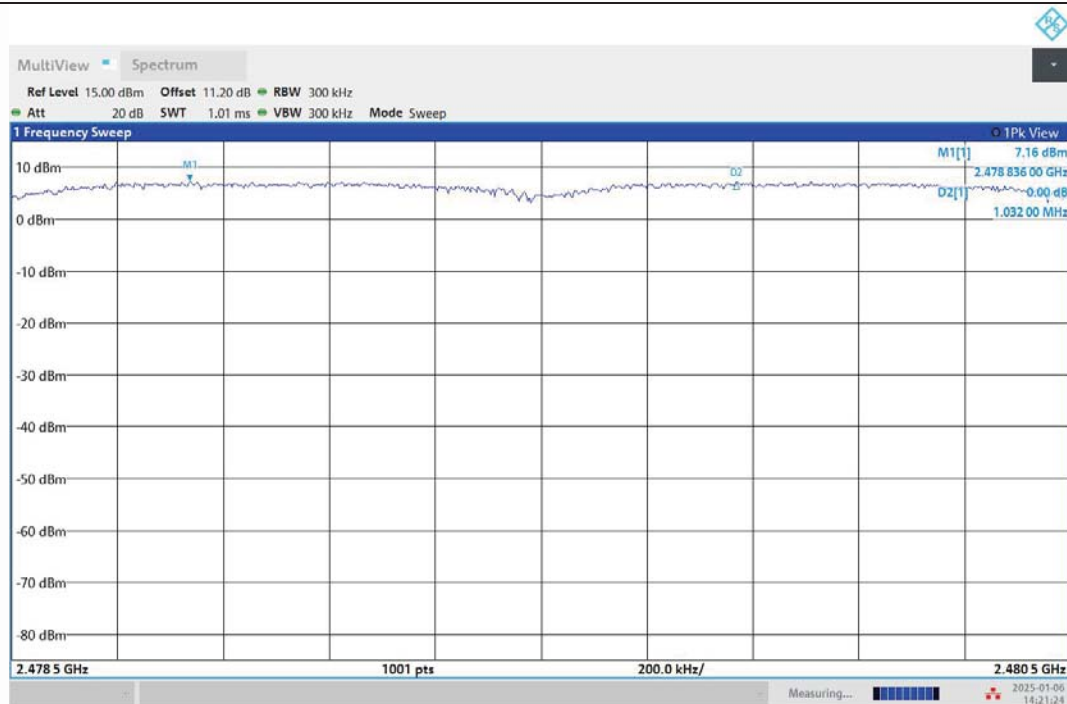 MultiView Spectrum
Ref Level 15.00 dBm Offset 11.20 dB RBW 300 kHz
Att 20 dB SWT 1.01 ms VBW 300 kHz Mode Sweep
1 Frequency Sweep 1Pk View
M1[1] 7.16 dBm
2.478 836 00 GHz
D2[1] 0.00 dB
1.032 00 MHz
M1
D2
10 dBm
0 dBm
-10 dBm
-20 dBm
-30 dBm
-40 dBm
-50 dBm
-60 dBm
-70 dBm
-80 dBm
2.478 5 GHz 1001 pts 200.0 kHz/ 2.480 5 GHz
Measuring... 2025-01-06
14:21:24